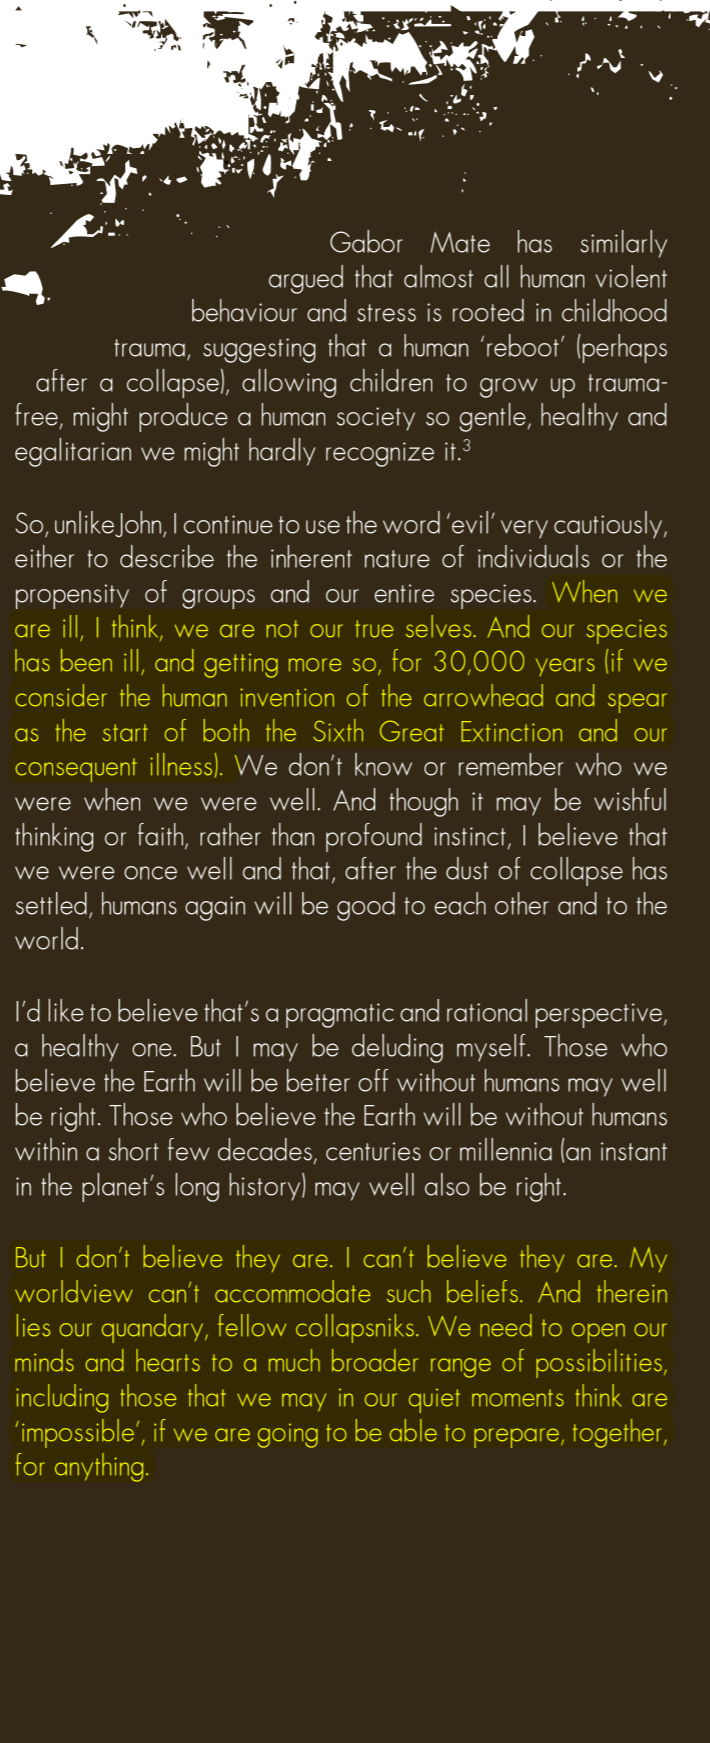 Gabor Mate has similarly
argued that almost all human violent
behaviour and stress is rooted in childhood
trauma, suggesting that a human ‘reboot’ (perhaps
after a collapse), allowing children to grow up trauma-
free, might produce a human society so gentle, healthy and
egalitarian we might hardly recognize it.³
So, unlike John, I continue to use the word ‘evil’ very cautiously,
either to describe the inherent nature of individuals or the
propensity of groups and our entire species. When we
are ill, I think, we are not our true selves. And our species
has been ill, and getting more so, for 30,000 years (if we
consider the human invention of the arrowhead and spear
as the start of both the Sixth Great Extinction and our
consequent illness). We don’t know or remember who we
were when we were well. And though it may be wishful
thinking or faith, rather than profound instinct, I believe that
we were once well and that, after the dust of collapse has
settled, humans again will be good to each other and to the
world.
I’d like to believe that’s a pragmatic and rational perspective,
a healthy one. But I may be deluding myself. Those who
believe the Earth will be better off without humans may well
be right. Those who believe the Earth will be without humans
within a short few decades, centuries or millennia (an instant
in the planet’s long history) may well also be right.
But I don’t believe they are. I can’t believe they are. My
worldview can’t accommodate such beliefs. And therein
lies our quandary, fellow collapsniks. We need to open our
minds and hearts to a much broader range of possibilities,
including those that we may in our quiet moments think are
‘impossible’, if we are going to be able to prepare, together,
for anything.